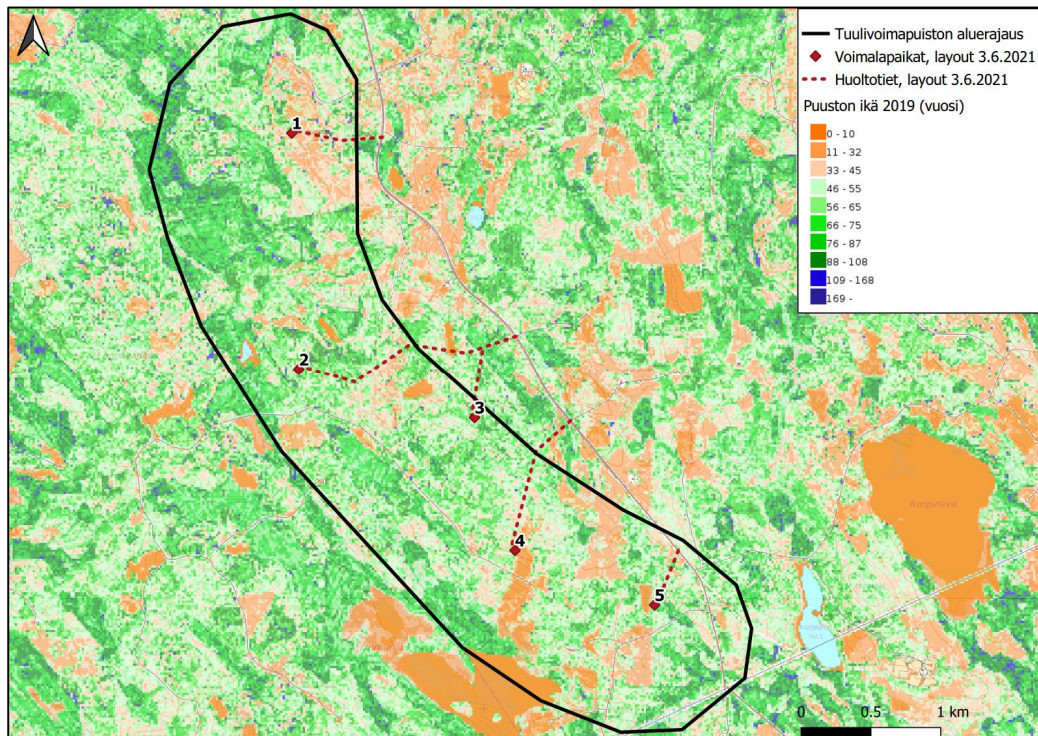 Tuulivoimapuiston aluerajaus
Voimalapaikat, layout 3.6.2021
Huoltotiet, layout 3.6.2021
Puuston ikä 2019 (vuosi)
0 - 10
11 - 32
33 - 45
46 - 55
56 - 65
66 - 75
76 - 87
88 - 108
109 - 168
169 -
1
2
3
4
5
Korpineva
0 0.5 1 km